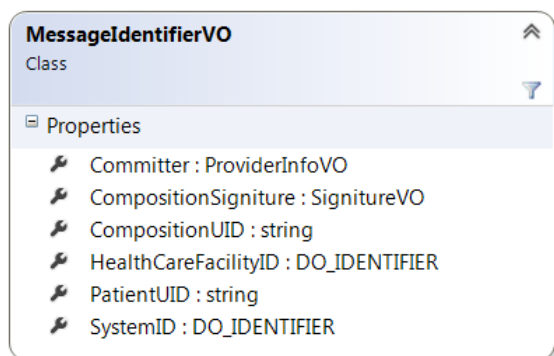 MessageIdentifierVO
Class
Properties
Committer : ProviderInfoVO
CompositionSigniture : SignitureVO
CompositionUID : string
HealthCareFacilityID : DO_IDENTIFIER
PatientUID : string
SystemID : DO_IDENTIFIER